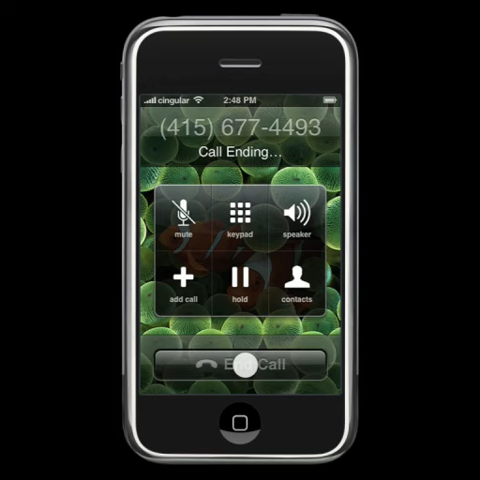 cingular 2:48 PM
(415) 677-4493
Call Ending...
mute keypad speaker
add call hold contacts
End Call